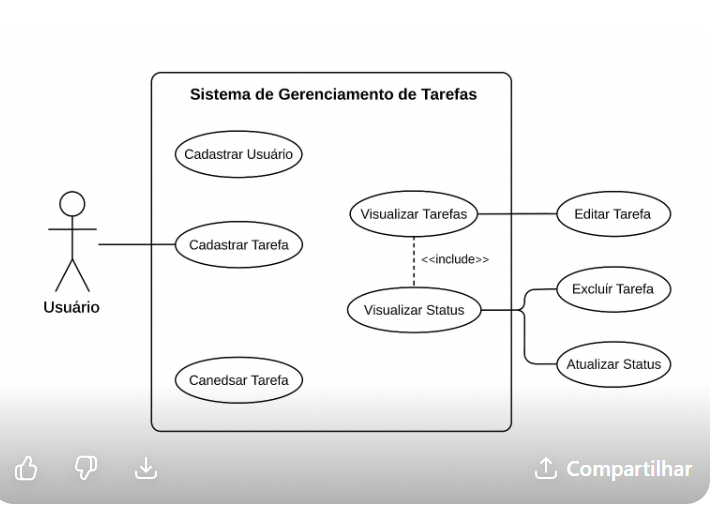 Sistema de Gerenciamento de Tarefas
Cadastrar Usuário
Visualizar Tarefas
Editar Tarefa
Cadastrar Tarefa
<<include>>
Excluír Tarefa
Usuário
Visualizar Status
Atualizar Status
Canedsar Tarefa
Compartilhar